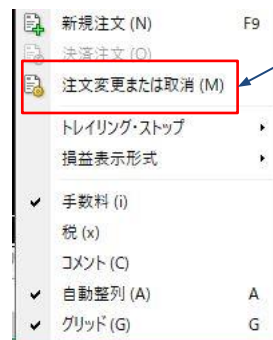 新規注文 (N) F9
決済注文 (O)
注文変更または取消 (M)
トレイリング・ストップ
損益表示形式
手数料 (i)
税 (x)
コメント (C)
自動整列 (A) A
グリッド (G) G